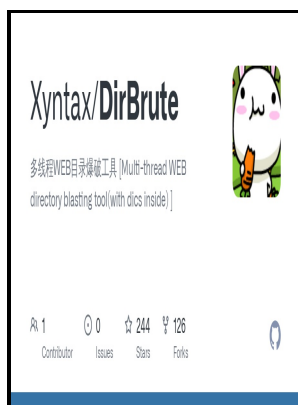 Xyntax/DirBrute
多线程WEB目录爆破工具 [Multi-thread WEB
directory blasting tool(with dics inside) ]
1 0 244 126
Contributor Issues Stars Forks